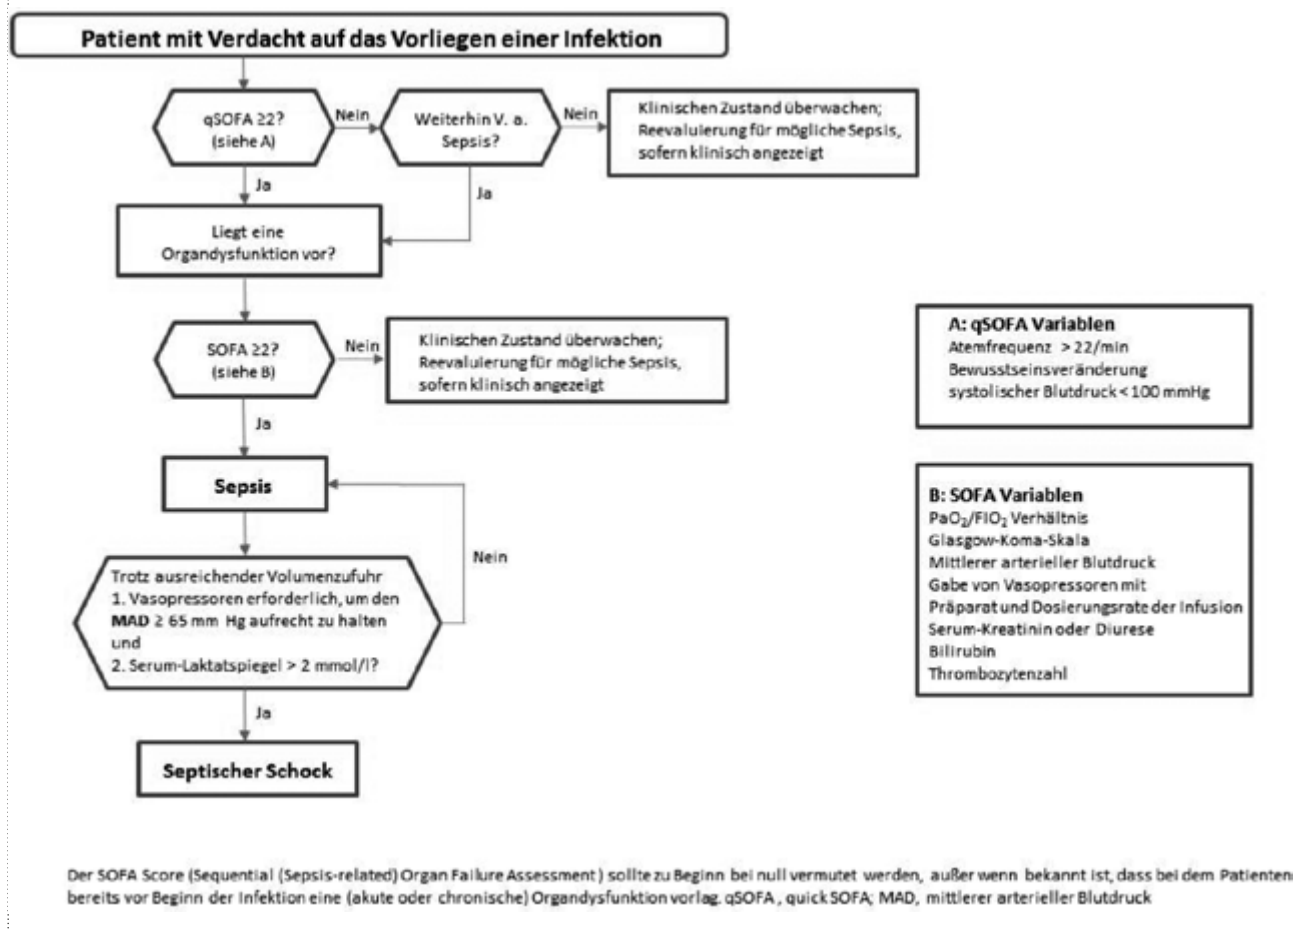 Patient mit Verdacht auf das Vorliegen einer Infektion
qSOFA ≥2?
(siehe A)
Nein
Weiterhin V. a.
Sepsis?
Nein
Klinischen Zustand überwachen;
Reevaluierung für mögliche Sepsis,
sofern klinisch angezeigt
Ja
Ja
Liegt eine
Organdysfunktion vor?
SOFA ≥2?
(siehe B)
Nein
Klinischen Zustand überwachen;
Reevaluierung für mögliche Sepsis,
sofern klinisch angezeigt
Ja
Sepsis
Nein
Trotz ausreichender Volumenzufuhr
1. Vasopressoren erforderlich, um den
MAD ≥ 65 mm Hg aufrecht zu halten
und
2. Serum-Laktatspiegel > 2 mmol/l?
Ja
Septischer Schock
A: qSOFA Variablen
Atemfrequenz > 22/min
Bewusstseinsveränderung
systolischer Blutdruck < 100 mmHg
B: SOFA Variablen
PaO₂/FIO₂ Verhältnis
Glasgow-Koma-Skala
Mittlerer arterieller Blutdruck
Gabe von Vasopressoren mit
Präparat und Dosierungsrate der Infusion
Serum-Kreatinin oder Diurese
Bilirubin
Thrombozytenzahl
Der SOFA Score (Sequential (Sepsis-related) Organ Failure Assessment) sollte zu Beginn bei null vermutet werden, außer wenn bekannt ist, dass bei dem Patienten
bereits vor Beginn der Infektion eine (akute oder chronische) Organdysfunktion vorlag. qSOFA, quick SOFA; MAD, mittlerer arterieller Blutdruck